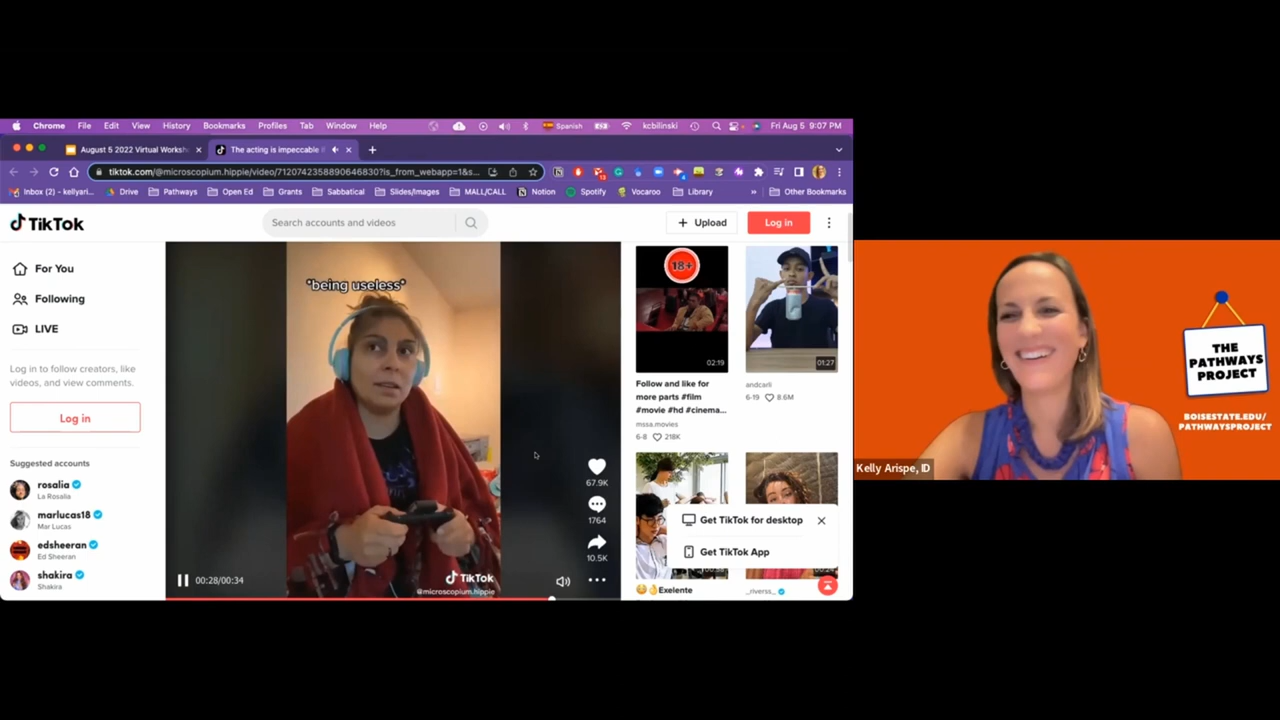 Chrome File Edit View History Bookmarks Profiles Tab Window Help Spanish kcbilinski Fri Aug 5 9:07 PM
August 5 2022 Virtual Worksh
The acting is impeccable
tiktok.com/@microscopium.hippie/video/7120742358890646830?is_from_webapp=1&s...
Inbox (2) - kellyari... Drive Pathways Open Ed Grants Sabbatical Slides/Images MALL/CALL Notion Spotify Vocaroo Library » Other Bookmarks
TikTok
Search accounts and videos
+ Upload
Log in
For You
Following
LIVE
Log in to follow creators, like
videos, and view comments.
Log in
Suggested accounts
rosalia
La Rosalia
marlucas18
Mar Lucas
edsheeran
Ed Sheeran
shakira
Shakira
*being useless*
67.9K
1764
10.5K
00:28/00:34
TikTok
@microscopium.hippie
18+
02:19
Follow and like for
more parts #film
#movie #hd #cinema...
mssa.movies
6-8 218K
01:27
andcarli
6-19 8.6M
Get TikTok for desktop
Get TikTok App
Exelente
_riverss_
Kelly Arispe, ID
THE
PATHWAYS
PROJECT
BOISESTATE.EDU/
PATHWAYSPROJECT